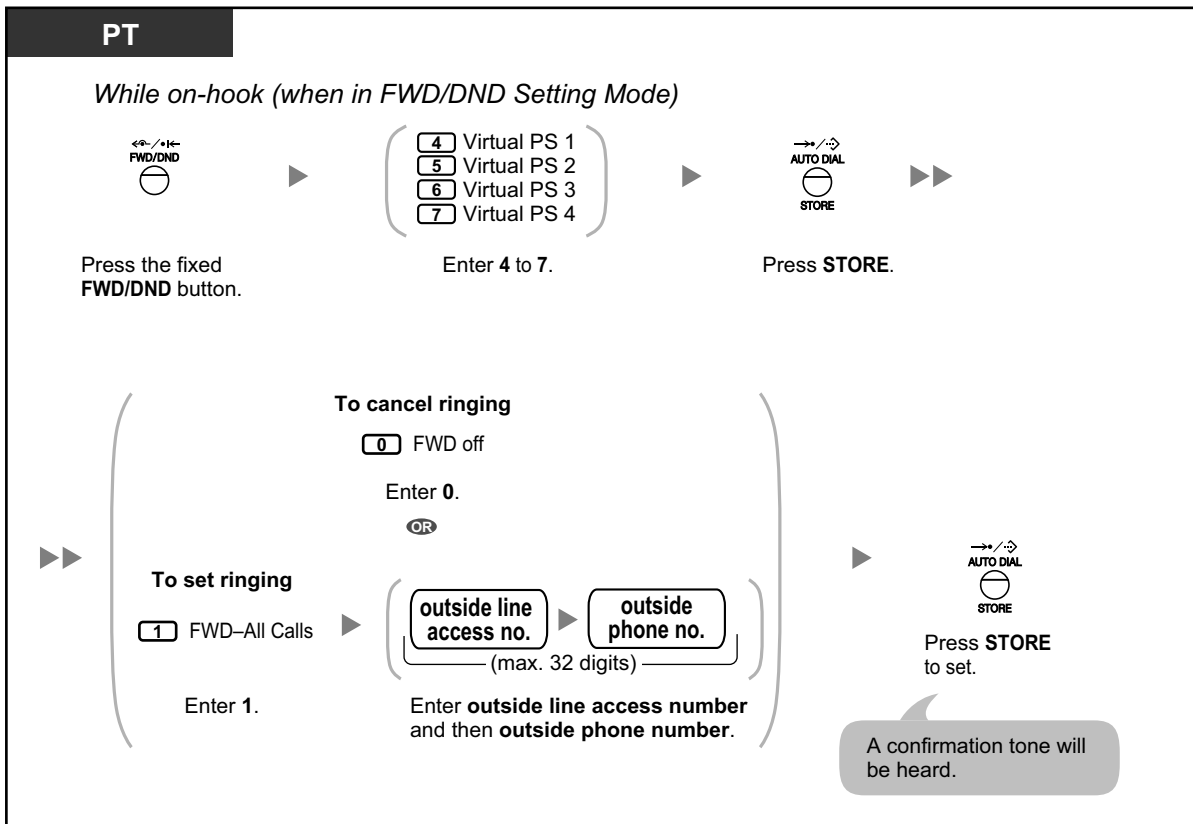 PT
While on-hook (when in FWD/DND Setting Mode)
FWD/DND
4 Virtual PS 1
5 Virtual PS 2
6 Virtual PS 3
7 Virtual PS 4
AUTO DIAL
STORE
Press the fixed
FWD/DND button.
Enter 4 to 7.
Press STORE.
To cancel ringing
0 FWD off
Enter 0.
OR
To set ringing
1 FWD–All Calls
outside line
access no.
outside
phone no.
(max. 32 digits)
Enter 1.
Enter outside line access number
and then outside phone number.
AUTO DIAL
STORE
Press STORE
to set.
A confirmation tone will
be heard.